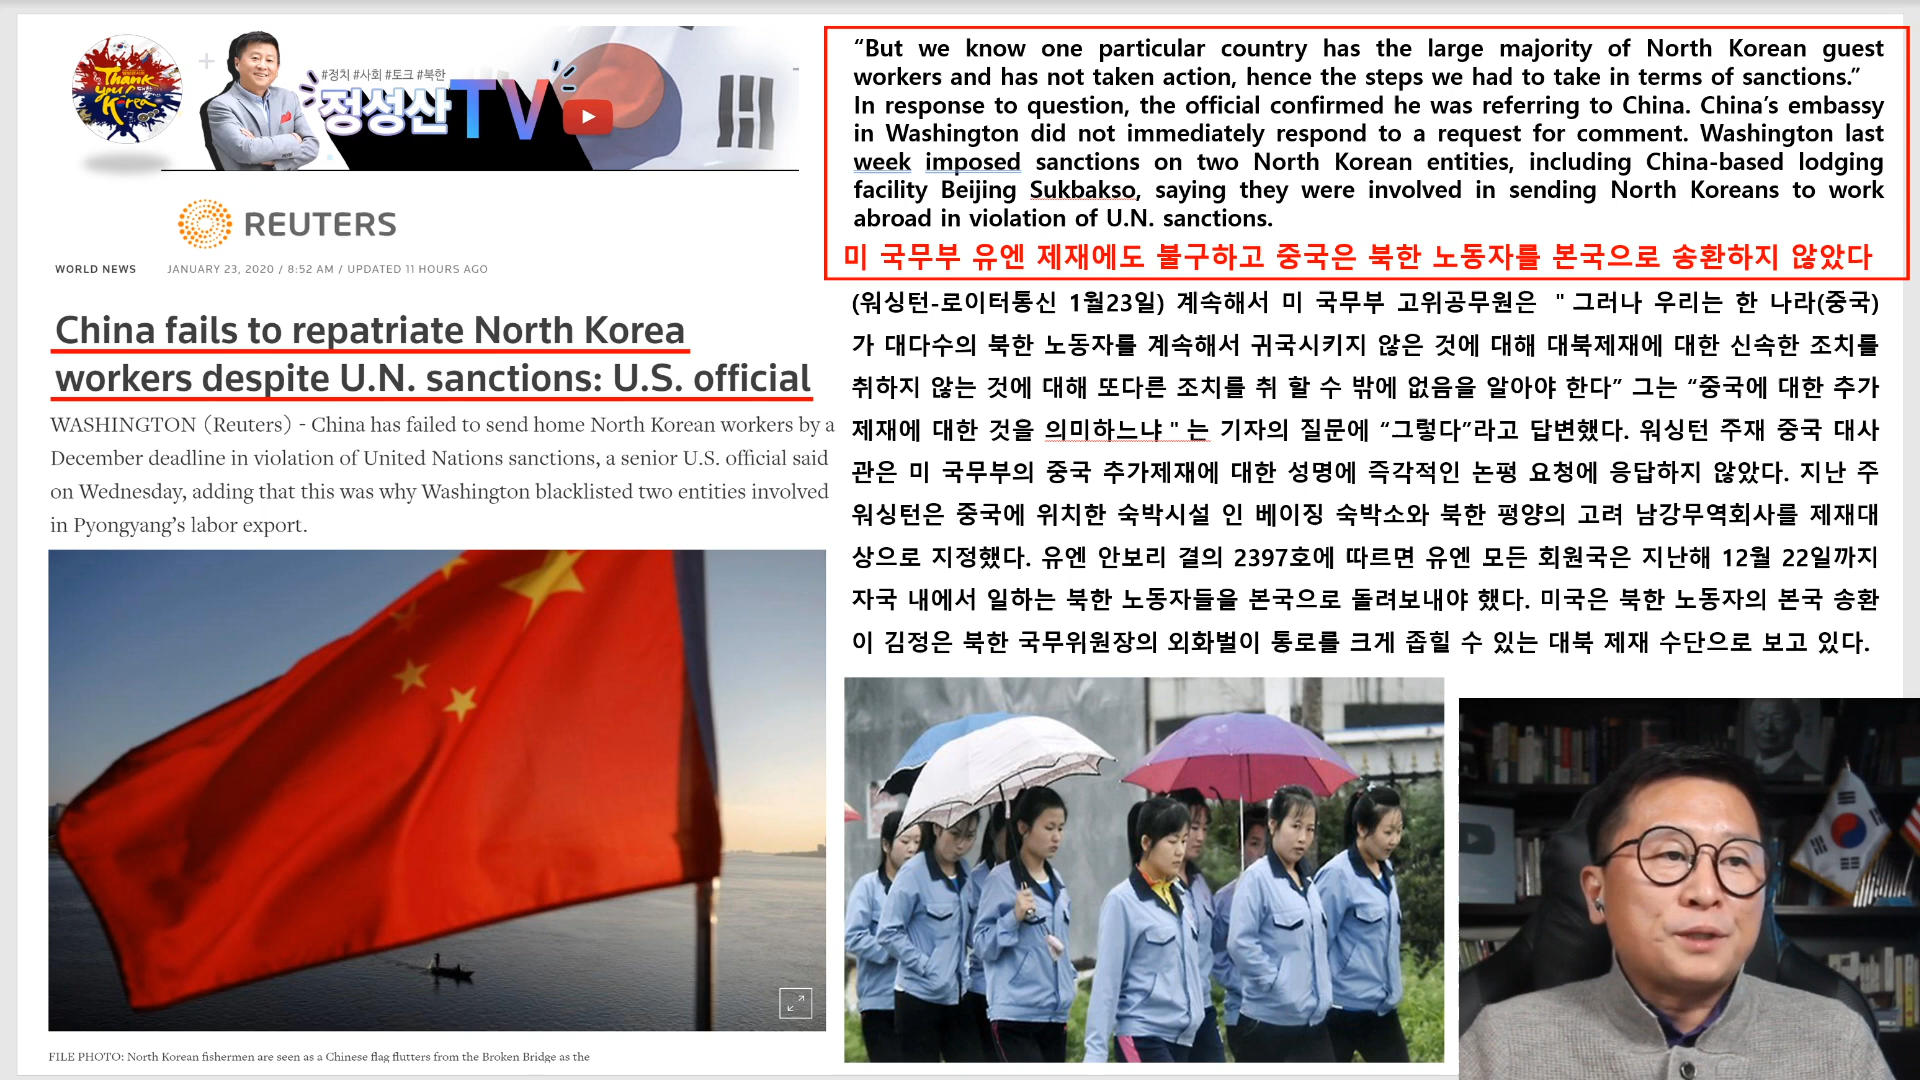 Thank
you
Korea
#정치 #사회 #토크 #북한
정성산TV
REUTERS
WORLD NEWS JANUARY 23, 2020 / 8:52 AM / UPDATED 11 HOURS AGO
China fails to repatriate North Korea
workers despite U.N. sanctions: U.S. official
WASHINGTON (Reuters) - China has failed to send home North Korean workers by a
December deadline in violation of United Nations sanctions, a senior U.S. official said
on Wednesday, adding that this was why Washington blacklisted two entities involved
in Pyongyang’s labor export.
FILE PHOTO: North Korean fishermen are seen as a Chinese flag flutters from the Broken Bridge as the
“But we know one particular country has the large majority of North Korean guest
workers and has not taken action, hence the steps we had to take in terms of sanctions.”
In response to question, the official confirmed he was referring to China. China’s embassy
in Washington did not immediately respond to a request for comment. Washington last
week imposed sanctions on two North Korean entities, including China-based lodging
facility Beijing Sukbakso, saying they were involved in sending North Koreans to work
abroad in violation of U.N. sanctions.
미 국무부 유엔 제재에도 불구하고 중국은 북한 노동자를 본국으로 송환하지 않았다
(워싱턴-로이터통신 1월23일) 계속해서 미 국무부 고위공무원은 "그러나 우리는 한 나라(중국)
가 대다수의 북한 노동자를 계속해서 귀국시키지 않은 것에 대해 대북제재에 대한 신속한 조치를
취하지 않는 것에 대해 또다른 조치를 취 할 수 밖에 없음을 알아야 한다” 그는 “중국에 대한 추가
제재에 대한 것을 의미하느냐"는 기자의 질문에 “그렇다”라고 답변했다. 워싱턴 주재 중국 대사
관은 미 국무부의 중국 추가제재에 대한 성명에 즉각적인 논평 요청에 응답하지 않았다. 지난 주
워싱턴은 중국에 위치한 숙박시설 인 베이징 숙박소와 북한 평양의 고려 남강무역회사를 제재대
상으로 지정했다. 유엔 안보리 결의 2397호에 따르면 유엔 모든 회원국은 지난해 12월 22일까지
자국 내에서 일하는 북한 노동자들을 본국으로 돌려보내야 했다. 미국은 북한 노동자의 본국 송환
이 김정은 북한 국무위원장의 외화벌이 통로를 크게 좁힐 수 있는 대북 제재 수단으로 보고 있다.